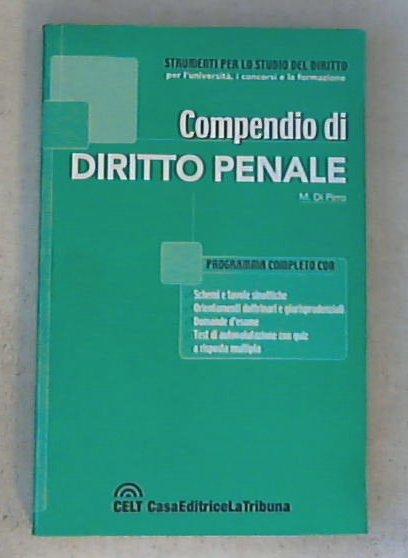 STRUMENTI PER LO STUDIO DEL DIRITTO
per l'università, i concorsi e la formazione
Compendio di
DIRITTO PENALE
M. Di Pirro
PROGRAMMA COMPLETO CON
Schemi e tavole sinottiche
Orientamenti dottrinari e giurisprudenziali
Domande d'esame
Test di autovalutazione con quiz
a risposta multipla
CELT CasaEditriceLaTribuna